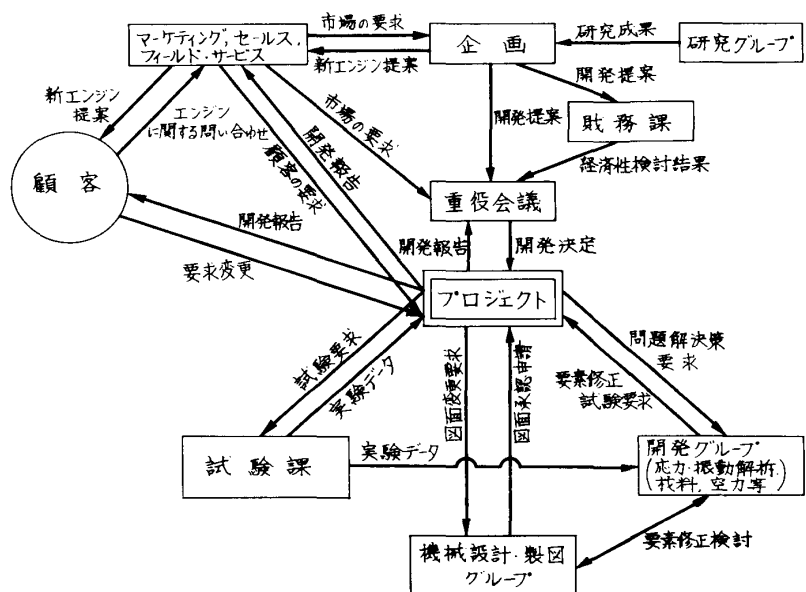 市場の要求
マーケティング, セールス,
フィールド・サービス
企画
研究成果
研究グループ
新エンジン提案
開発提案
新エンジン
提案
エンジン
に関する問い合わせ
市場の要求
開発提案
財務課
開発報告
顧客の要求
経済性検討結果
顧客
重役会議
開発報告
開発報告
開発決定
要求変更
プロジェクト
問題解決策
要求
試験要求
実験データ
図面変更要求
図面承認申請
要素修正
試験要求
試験課
実験データ
開発グループ
(応力・振動解析,
材料, 空力等)
要素修正検討
機械設計・製図
グループ